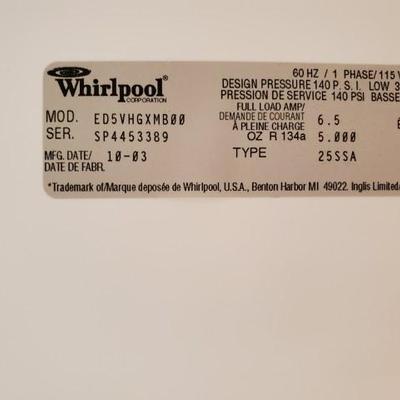 Whirlpool
CORPORATION
60 HZ / 1 PHASE/115
DESIGN PRESSURE 140 P. S. I. LOW 3
PRESSION DE SERVICE 140 PSI BASSE
FULL LOAD AMP/
DEMANDE DE COURANT 6.5
À PLEINE CHARGE
OZ R 134a 5.000
TYPE 25SSA
MOD. ED5VHGXMB00
SER. SP4453389
MFG. DATE/ 10-03
DATE DE FABR.
*Trademark of/Marque deposée de Whirlpool, U.S.A., Benton Harbor MI 49022. Inglis Limited/